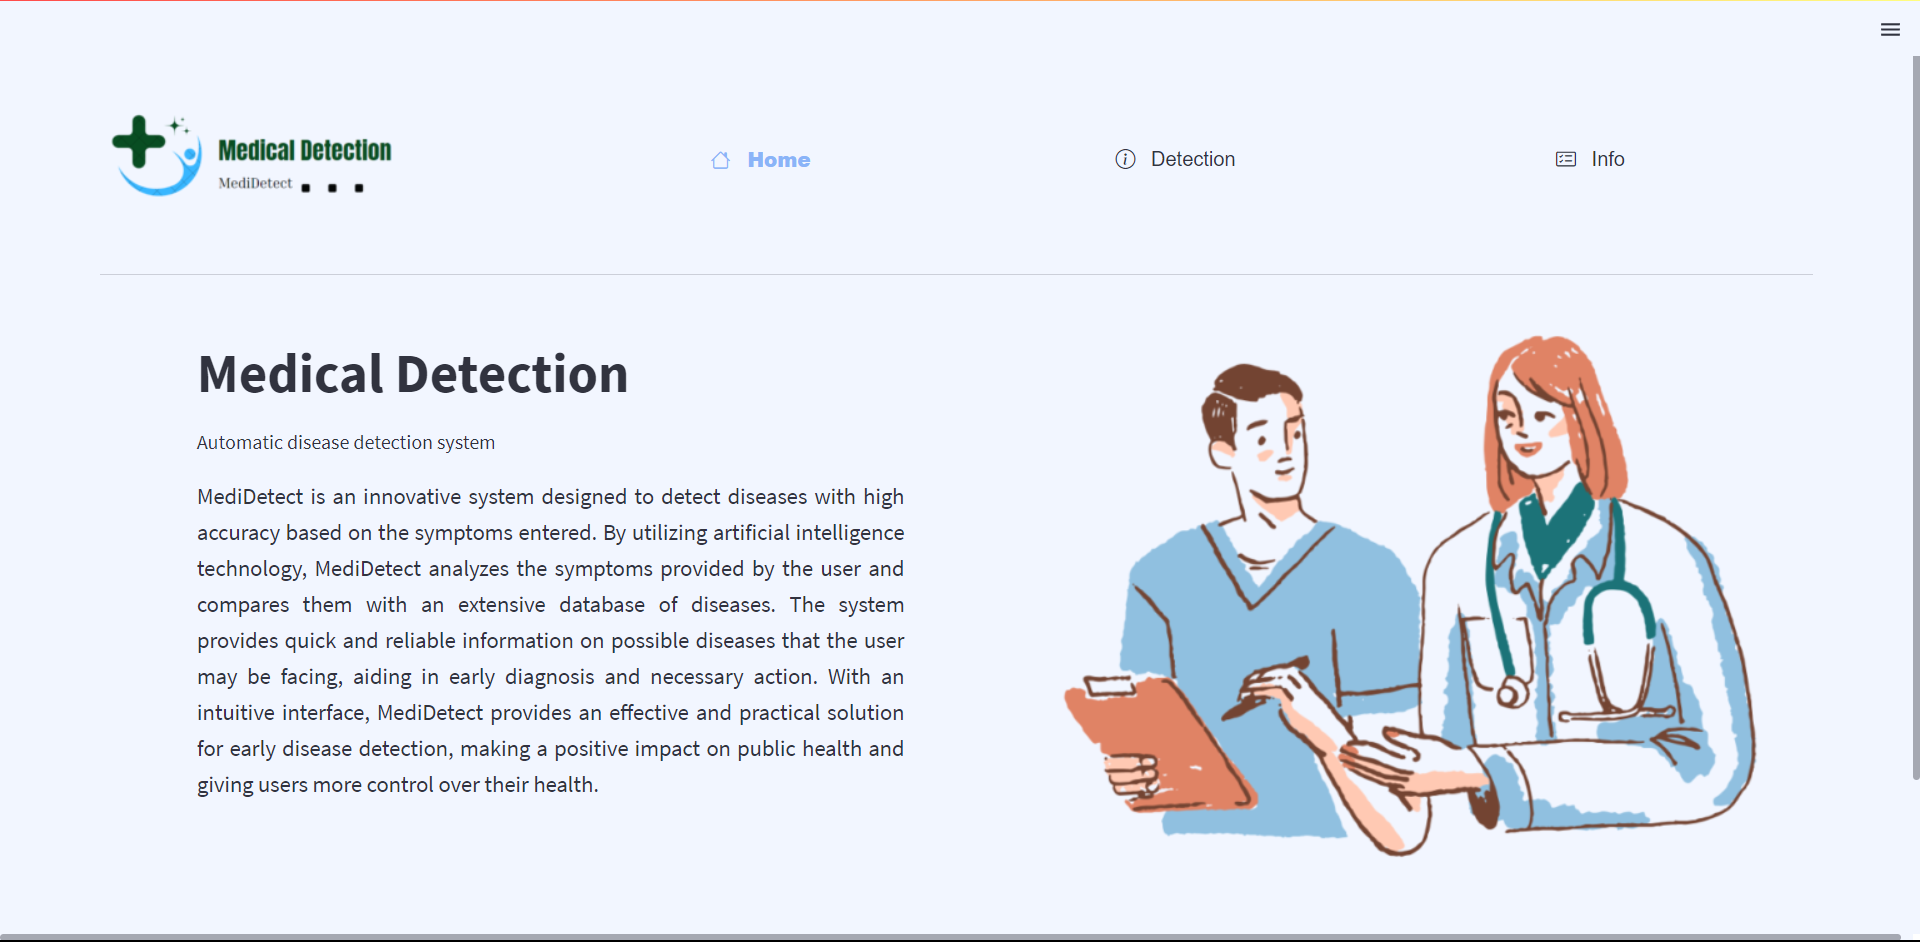 Medical Detection
MediDetect
Home
Detection
Info
Medical Detection
Automatic disease detection system
MediDetect is an innovative system designed to detect diseases with high
accuracy based on the symptoms entered. By utilizing artificial intelligence
technology, MediDetect analyzes the symptoms provided by the user and
compares them with an extensive database of diseases. The system
provides quick and reliable information on possible diseases that the user
may be facing, aiding in early diagnosis and necessary action. With an
intuitive interface, MediDetect provides an effective and practical solution
for early disease detection, making a positive impact on public health and
giving users more control over their health.